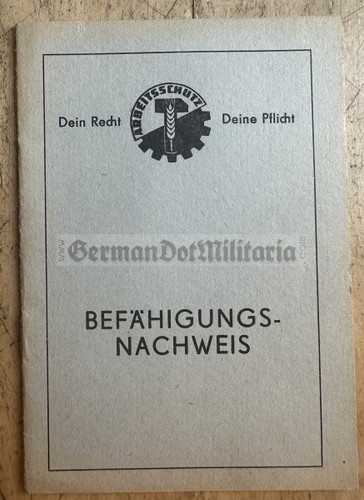 ARBEITSSCHUTZ
Dein Recht Deine Pflicht
www.GermanDotMilitaria.com
BEFÄHIGUNGS-
NACHWEIS